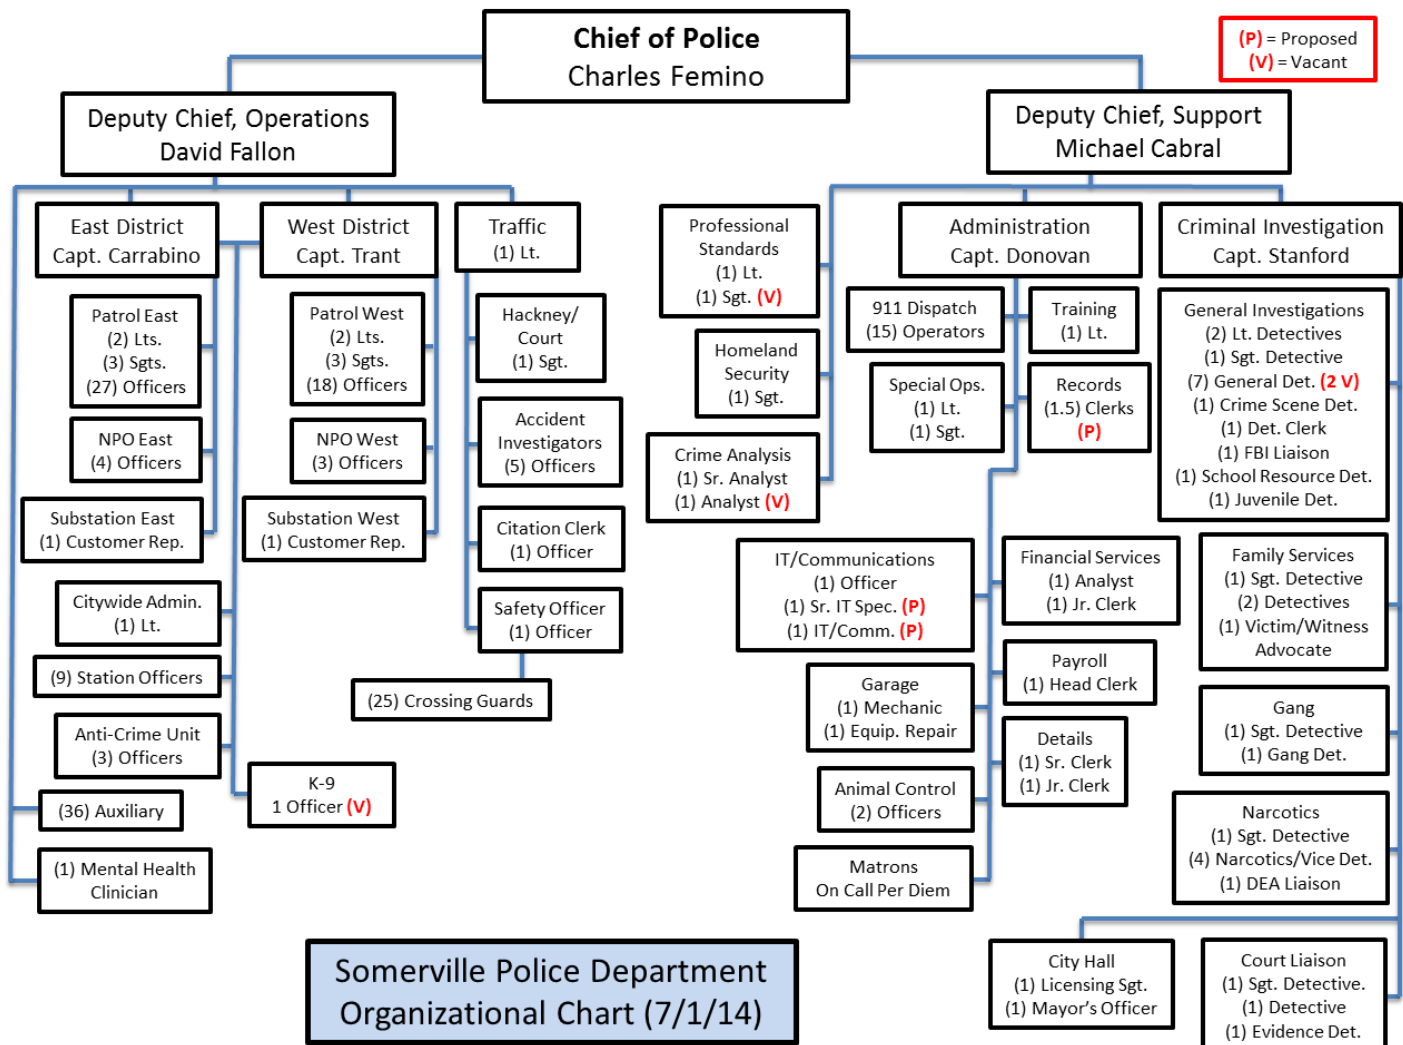 Chief of Police
Charles Femino
(P) = Proposed
(V) = Vacant
Deputy Chief, Operations
David Fallon
Deputy Chief, Support
Michael Cabral
East District
Capt. Carrabino
West District
Capt. Trant
Traffic
(1) Lt.
Professional
Standards
(1) Lt.
(1) Sgt. (V)
Administration
Capt. Donovan
Criminal Investigation
Capt. Stanford
Patrol East
(2) Lts.
(3) Sgts.
(27) Officers
Patrol West
(2) Lts.
(3) Sgts.
(18) Officers
Hackney/
Court
(1) Sgt.
Homeland
Security
(1) Sgt.
911 Dispatch
(15) Operators
Training
(1) Lt.
General Investigations
(2) Lt. Detectives
(1) Sgt. Detective
(7) General Det. (2 V)
(1) Crime Scene Det.
(1) Det. Clerk
(1) FBI Liaison
(1) School Resource Det.
(1) Juvenile Det.
NPO East
(4) Officers
NPO West
(3) Officers
Accident
Investigators
(5) Officers
Crime Analysis
(1) Sr. Analyst
(1) Analyst (V)
Special Ops.
(1) Lt.
(1) Sgt.
Records
(1.5) Clerks
(P)
Substation East
(1) Customer Rep.
Substation West
(1) Customer Rep.
Citation Clerk
(1) Officer
IT/Communications
(1) Officer
(1) Sr. IT Spec. (P)
(1) IT/Comm. (P)
Financial Services
(1) Analyst
(1) Jr. Clerk
Family Services
(1) Sgt. Detective
(2) Detectives
(1) Victim/Witness
Advocate
Citywide Admin.
(1) Lt.
Safety Officer
(1) Officer
(9) Station Officers
(25) Crossing Guards
Garage
(1) Mechanic
(1) Equip. Repair
Payroll
(1) Head Clerk
Gang
(1) Sgt. Detective
(1) Gang Det.
Anti-Crime Unit
(3) Officers
K-9
1 Officer (V)
Details
(1) Sr. Clerk
(1) Jr. Clerk
(36) Auxiliary
Animal Control
(2) Officers
Narcotics
(1) Sgt. Detective
(4) Narcotics/Vice Det.
(1) DEA Liaison
(1) Mental Health
Clinician
Matrons
On Call Per Diem
Somerville Police Department
Organizational Chart (7/1/14)
City Hall
(1) Licensing Sgt.
(1) Mayor's Officer
Court Liaison
(1) Sgt. Detective.
(1) Detective
(1) Evidence Det.